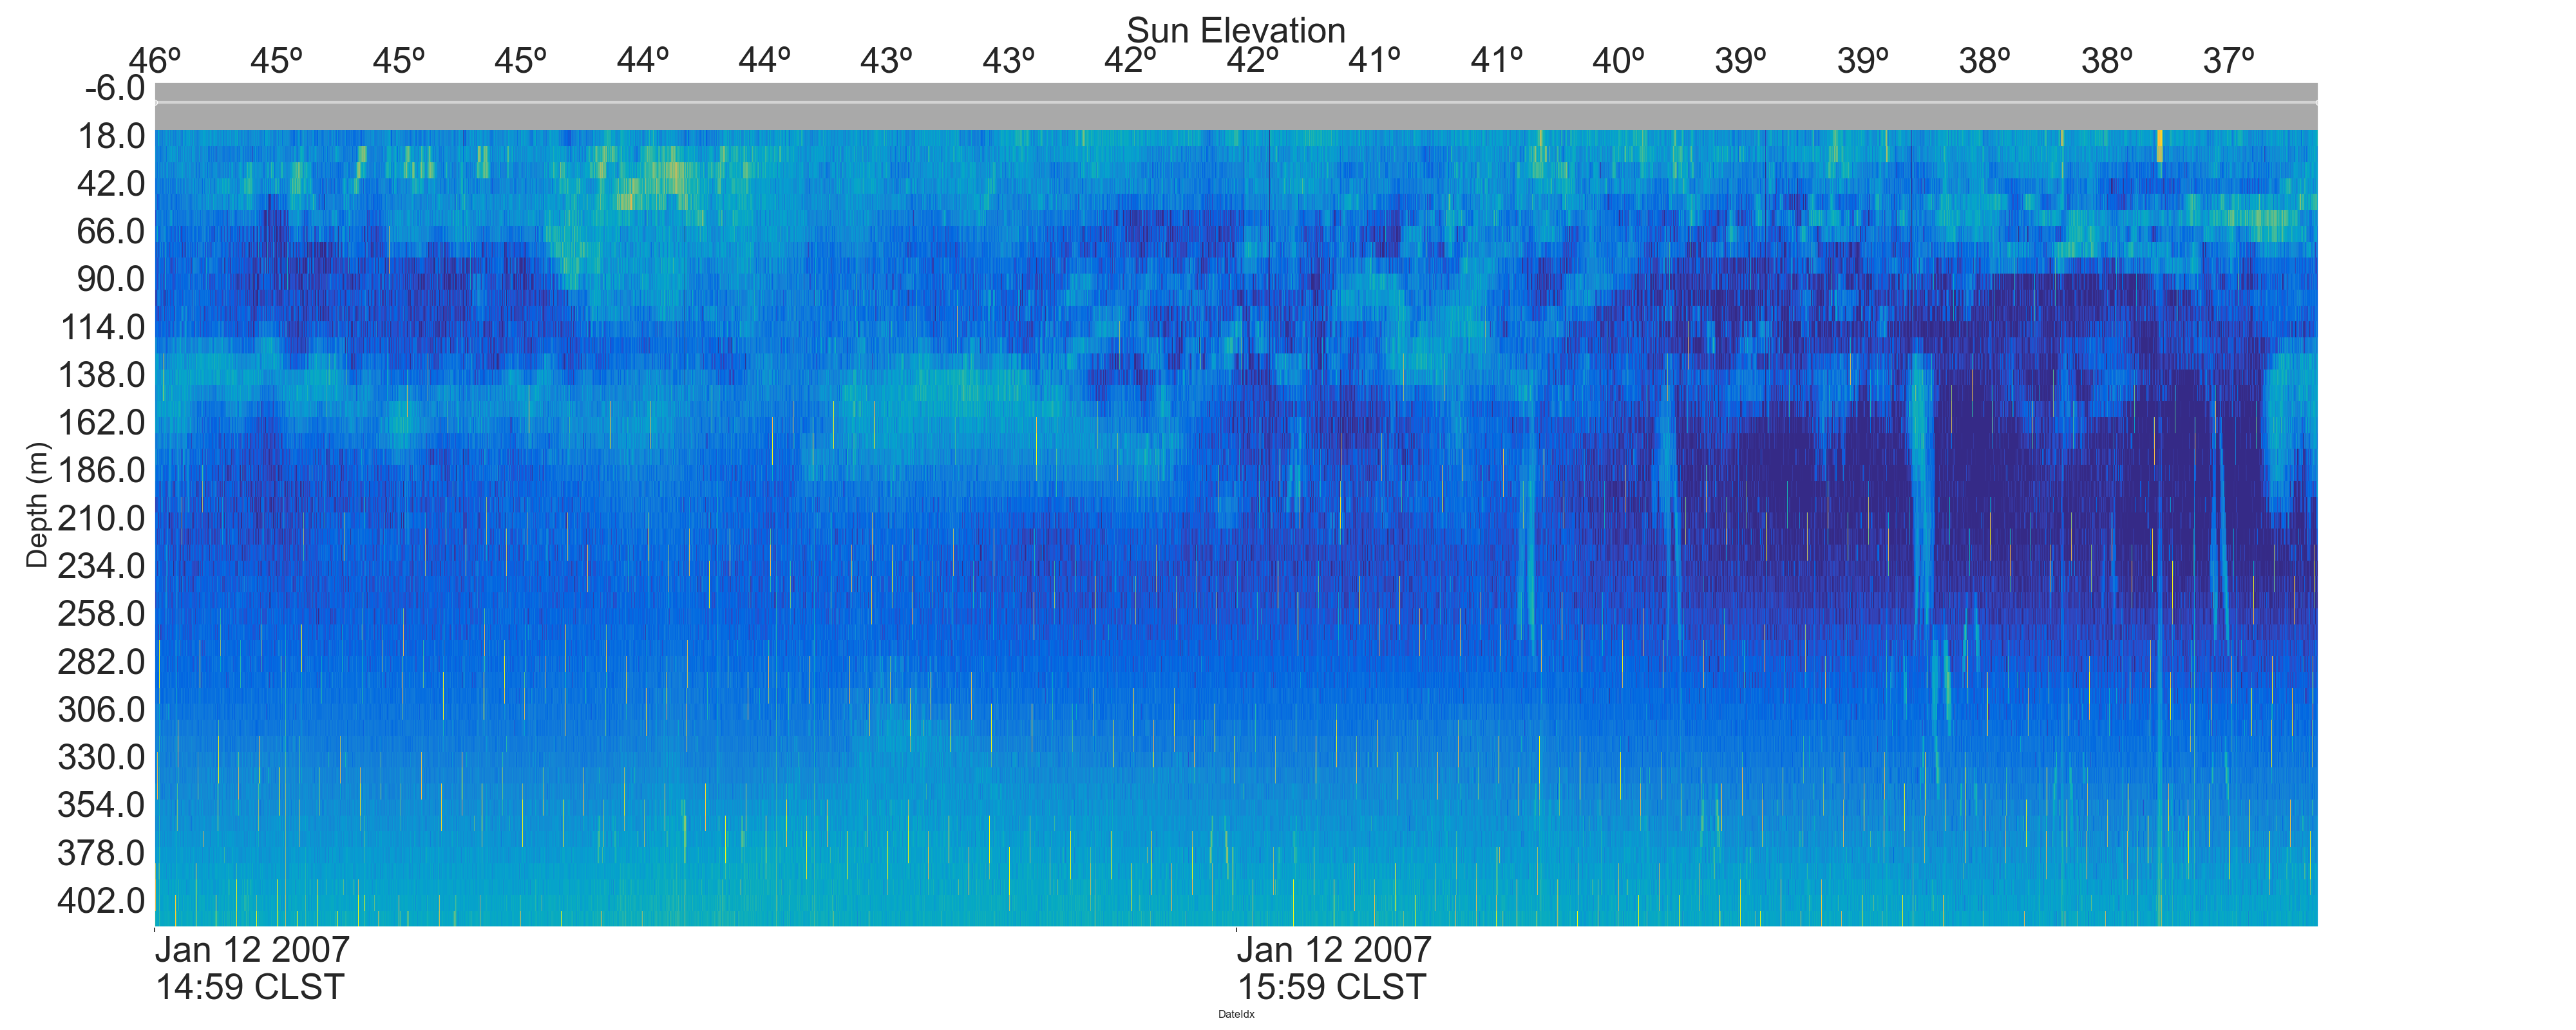 Sun Elevation
46º 45º 45º 45º 44º 44º 43º 43º 42º 42º 41º 41º 40º 39º 39º 38º 38º 37º
-6.0
18.0
42.0
66.0
90.0
114.0
138.0
162.0
186.0
210.0
234.0
258.0
282.0
306.0
330.0
354.0
378.0
402.0
Depth (m)
Jan 12 2007
14:59 CLST
Jan 12 2007
15:59 CLST
DateIdx